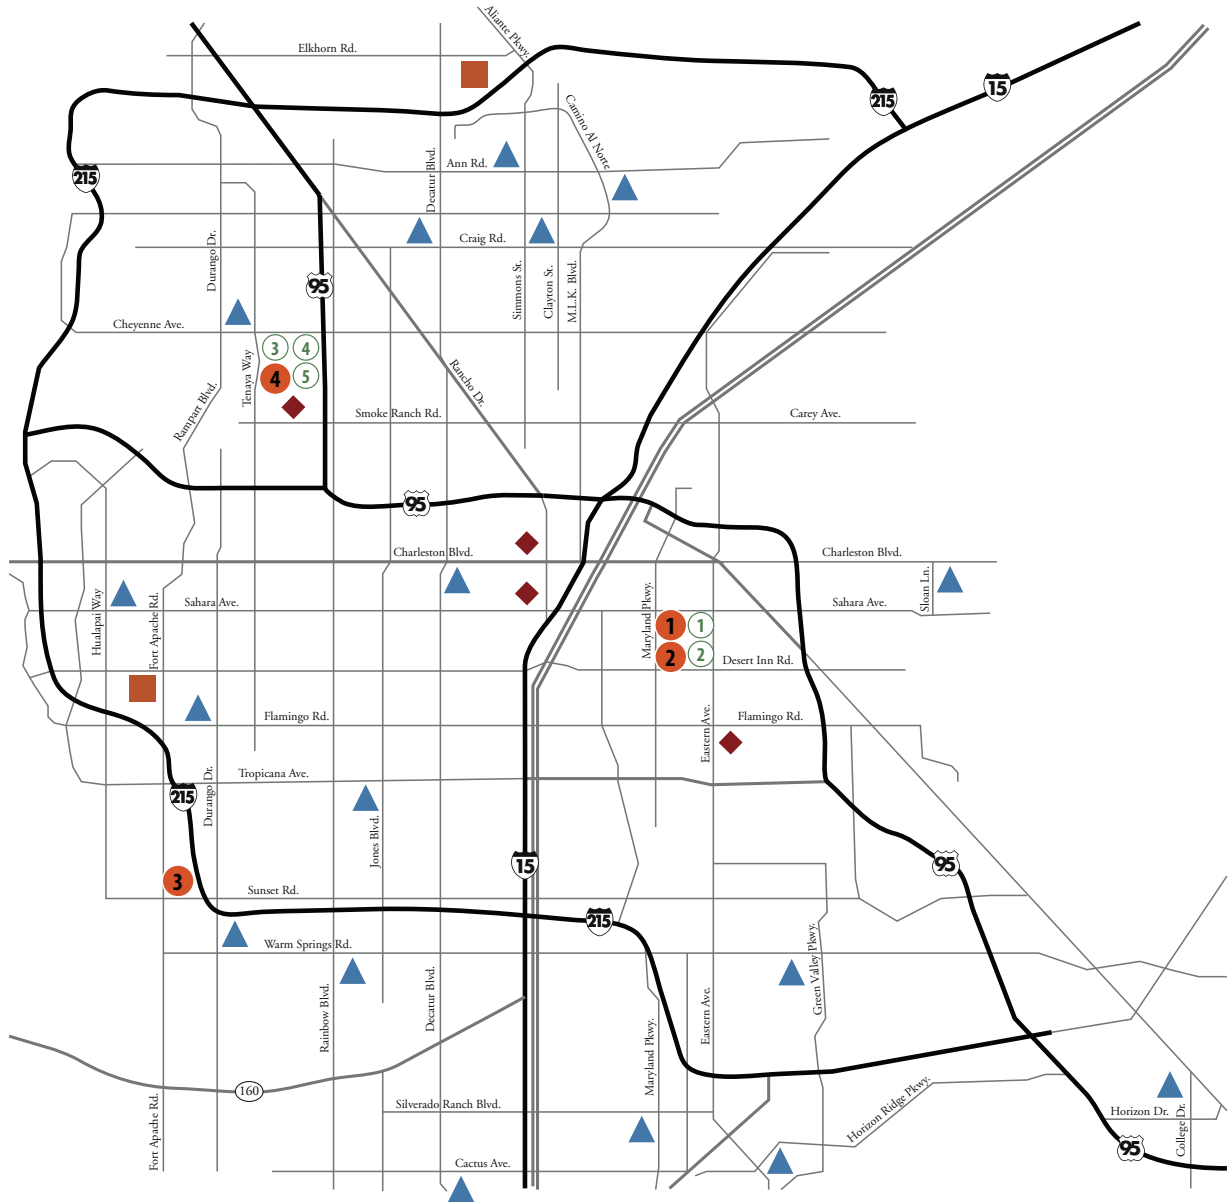 Aliante Pkwy.
Elkhorn Rd.
15
215
Camino Al Norte
Decatur Blvd.
Ann Rd.
215
Durango Dr.
Craig Rd.
Simmons St.
Clayton St.
M.L.K. Blvd.
95
Cheyenne Ave.
3
4
Tenaya Way
4
5
Rancho Dr.
Rampart Blvd.
Smoke Ranch Rd.
Carey Ave.
95
Charleston Blvd.
Charleston Blvd.
Hualapai Way
Fort Apache Rd.
Sahara Ave.
Maryland Pkwy.
Sahara Ave.
Sloan Ln.
1
1
2
2
Desert Inn Rd.
Flamingo Rd.
Eastern Ave.
Flamingo Rd.
Tropicana Ave.
215
Durango Dr.
Jones Blvd.
15
95
3
Sunset Rd.
215
Warm Springs Rd.
Green Valley Pkwy.
Rainbow Blvd.
Decatur Blvd.
Eastern Ave.
Maryland Pkwy.
160
Silverado Ranch Blvd.
Horizon Ridge Pkwy.
Horizon Dr.
College Dr.
Fort Apache Rd.
95
Cactus Ave.